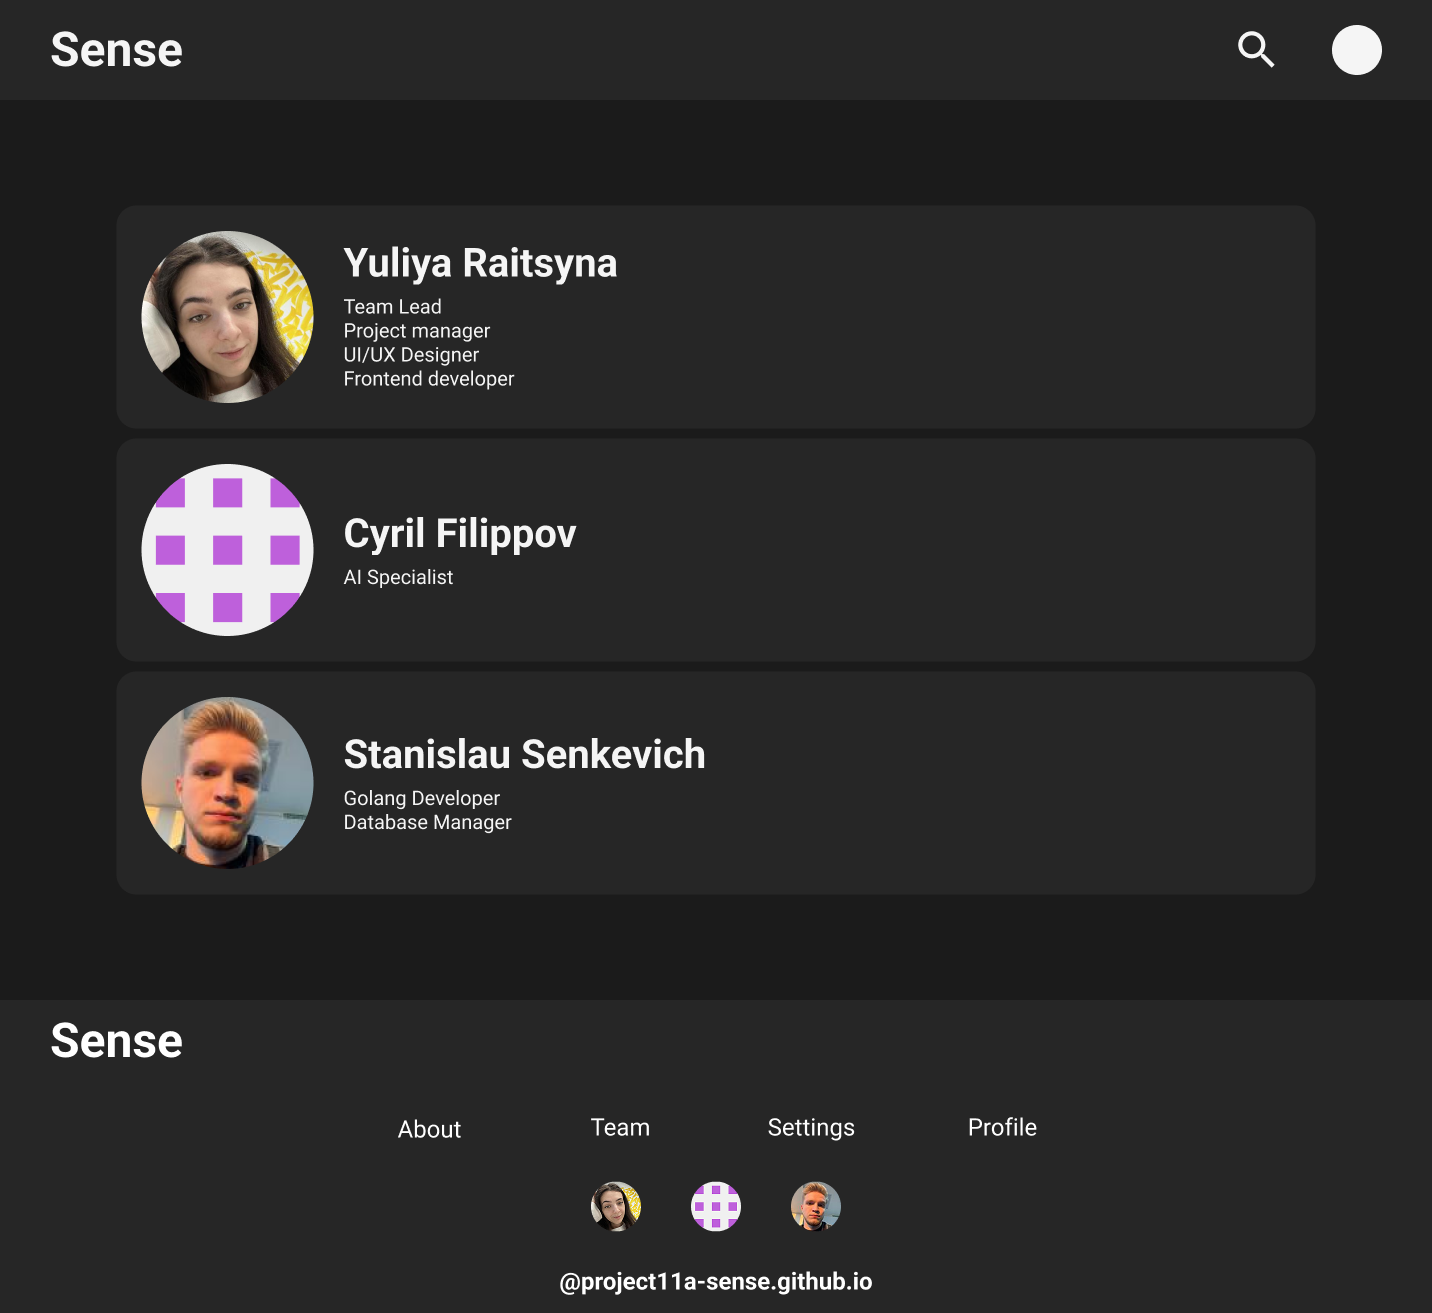 Sense
Yuliya Raitsyna
Team Lead
Project manager
UI/UX Designer
Frontend developer
Cyril Filippov
AI Specialist
Stanislau Senkevich
Golang Developer
Database Manager
Sense
About Team Settings Profile
@project11a-sense.github.io